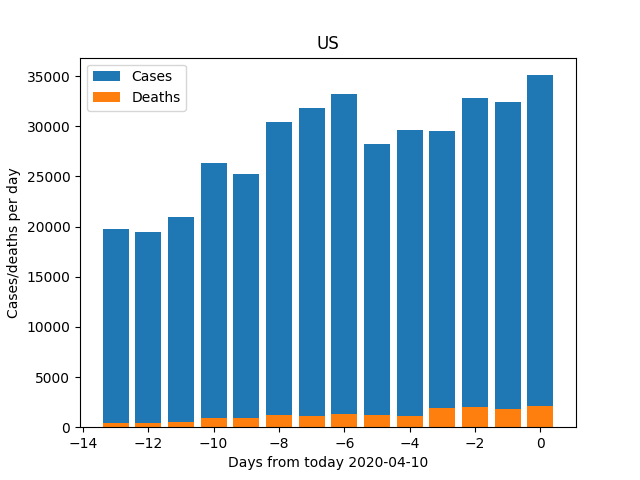 US
Cases
Deaths
Cases/deaths per day
35000
30000
25000
20000
15000
10000
5000
0
−14 −12 −10 −8 −6 −4 −2 0
Days from today 2020-04-10